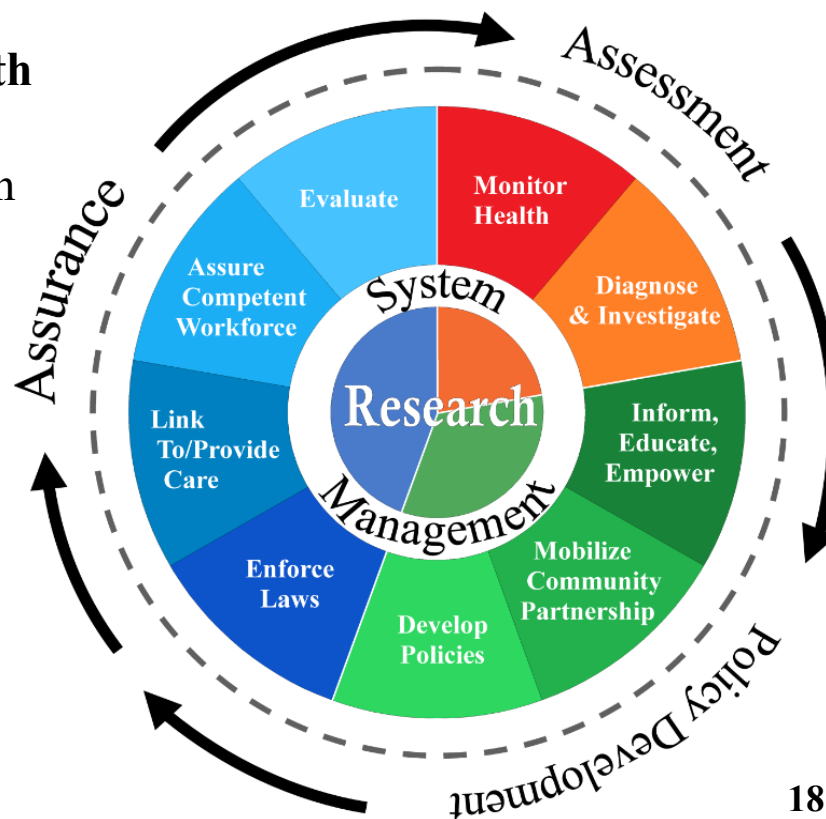 th
n
Assessment
Monitor
Health
Diagnose
& Investigate
Inform,
Educate,
Empower
Mobilize
Community
Partnership
Policy Development
Develop
Policies
Enforce
Laws
Link
To/Provide
Care
Assure
Competent
Workforce
Evaluate
Assurance
System
Research
Management
18